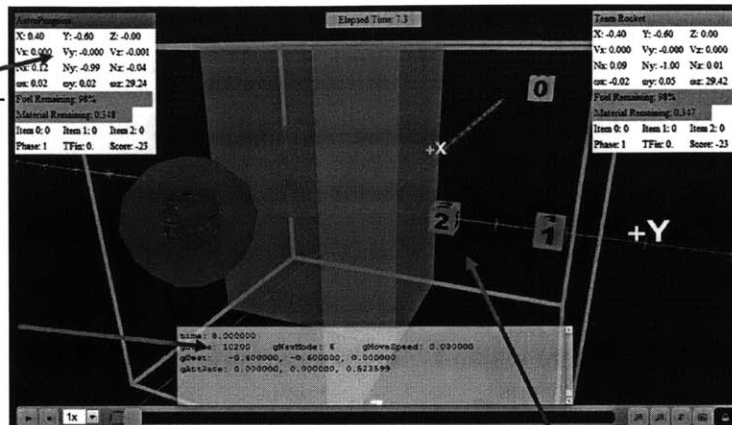 Elapsed Time: 7.3
X: 0.40 Y: -0.60 Z: -0.00
Vx: 0.000 Vy: -0.000 Vz: -0.001
Nx: 0.12 Ny: -0.99 Nz: -0.04
ωx: 0.02 ωy: 0.02 ωz: 29.24
Fuel Remaining: 98%
Material Remaining: 0.348
Item 0: 0 Item 1: 0 Item 2: 0
Phase: 1 TFin: 0. Score: -23
Team Rocket
X: -0.40 Y: -0.60 Z: 0.00
Vx: 0.000 Vy: -0.000 Vz: 0.000
Nx: 0.09 Ny: -1.00 Nz: 0.01
ωx: -0.02 ωy: 0.05 ωz: 29.42
Fuel Remaining: 98%
Material Remaining: 0.347
Item 0: 0 Item 1: 0 Item 2: 0
Phase: 1 TFin: 0. Score: -23
0
+X
2
1
+Y
time: 8.000000
10200 gNavMode: 6 gMoveSpeed: 0.030000
gDest: -0.400000, -0.600000, 0.000000
gAttRate: 0.000000, 0.000000, 0.523599
1x